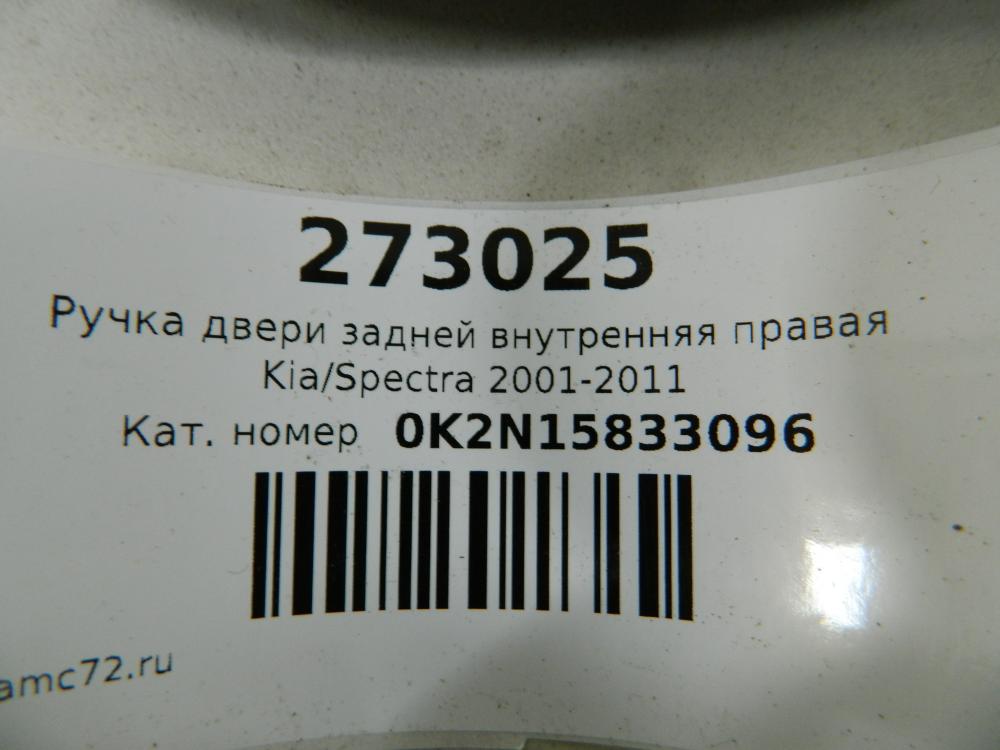 273025
Ручка двери задней внутренняя правая
Kia/Spectra 2001-2011
Кат. номер 0K2N15833096
amc72.ru